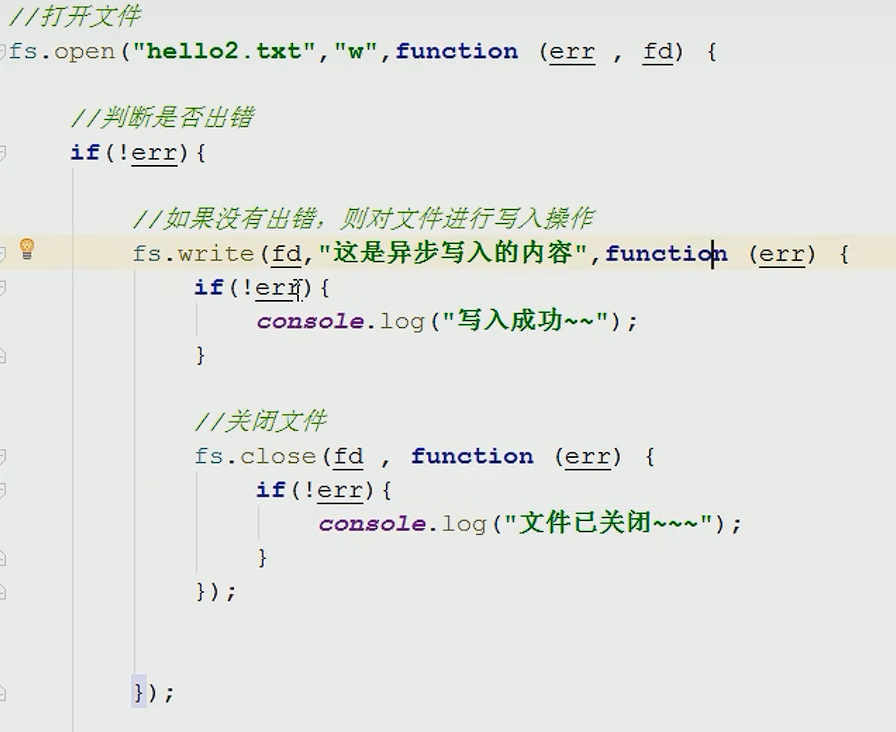 //打开文件
fs.open("hello2.txt","w",function (err , fd) {
//判断是否出错
if(!err){
//如果没有出错，则对文件进行写入操作
fs.write(fd,"这是异步写入的内容",function (err) {
if(!err){
console.log("写入成功~~");
}
//关闭文件
fs.close(fd , function (err) {
if(!err){
console.log("文件已关闭~~~");
}
});
});